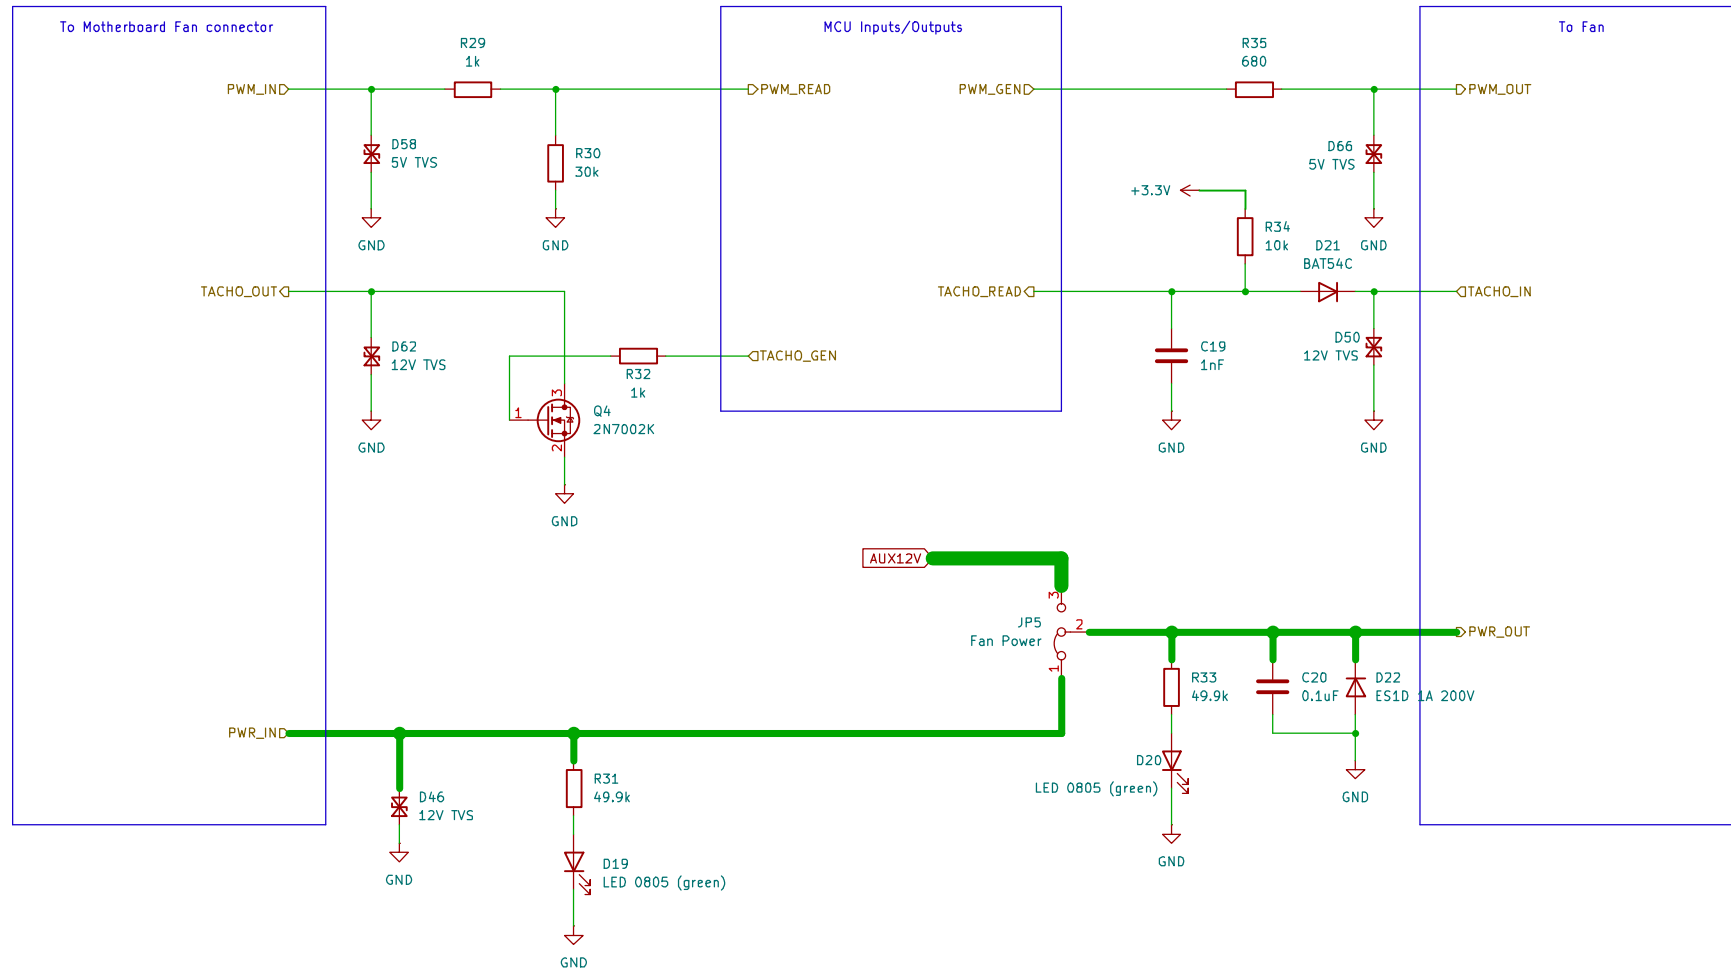 To Motherboard Fan connector
MCU Inputs/Outputs
To Fan
R29
1k
R35
680
PWM_IN
PWM_READ
PWM_GEN
PWM_OUT
D58
5V TVS
R30
30k
D66
5V TVS
+3.3V
GND
GND
R34
10k
D21
BAT54C
GND
TACHO_OUT
TACHO_READ
TACHO_IN
D62
12V TVS
R32
1k
TACHO_GEN
C19
1nF
D50
12V TVS
3
1
2
Q4
2N7002K
GND
GND
GND
GND
AUX12V
3
2
1
JP5
Fan Power
PWR_OUT
R33
49.9k
C20
0.1uF
D22
ES1D 1A 200V
PWR_IN
D20
LED 0805 (green)
D46
12V TVS
R31
49.9k
GND
GND
GND
D19
LED 0805 (green)
GND